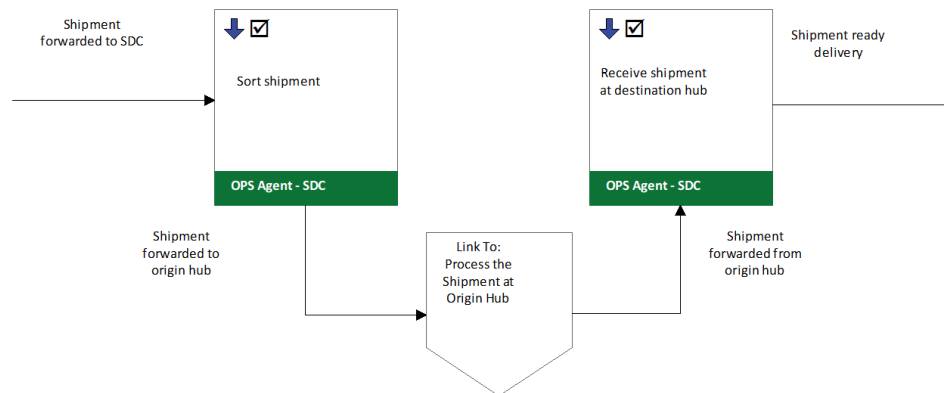 Shipment
forwarded to SDC
Sort shipment
OPS Agent - SDC
Shipment
forwarded to
origin hub
Link To:
Process the
Shipment at
Origin Hub
Shipment
forwarded from
origin hub
Receive shipment
at destination hub
OPS Agent - SDC
Shipment ready
delivery